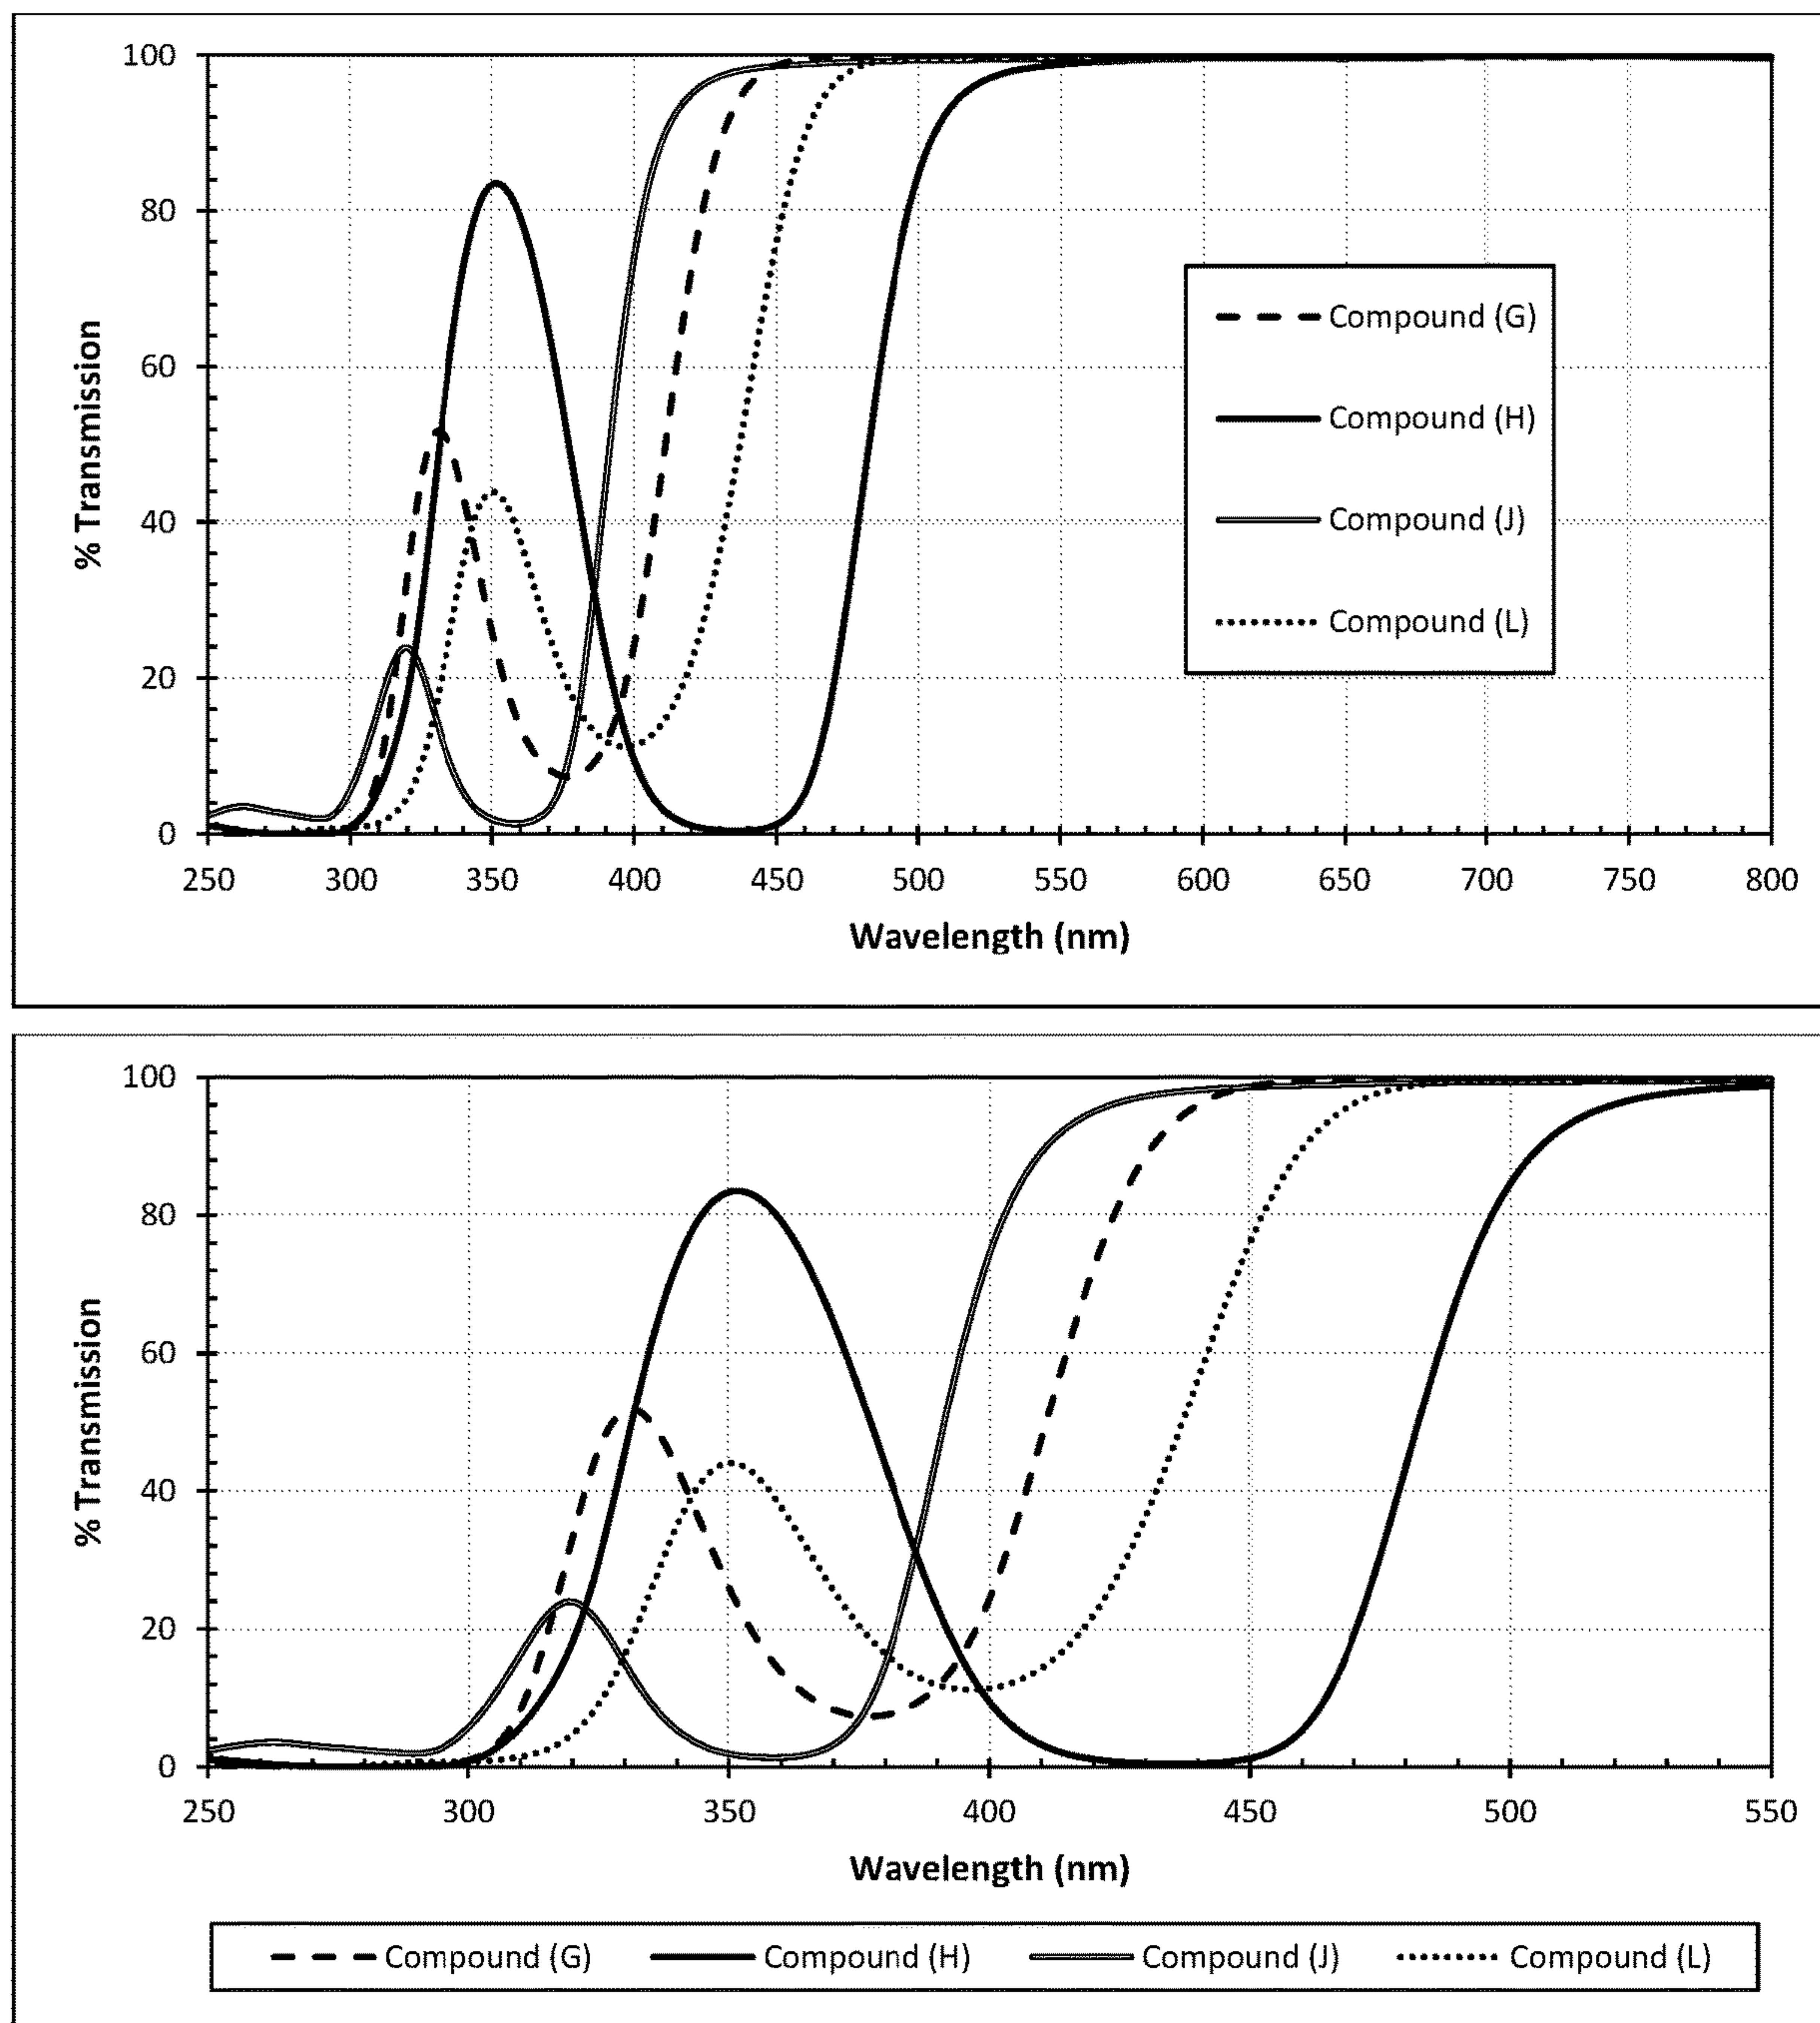 100
80
60
40
20
0
% Transmission
250 300 350 400 450 500 550 600 650 700 750 800
Wavelength (nm)
Compound (G)
Compound (H)
Compound (J)
Compound (L)
100
80
60
40
20
0
% Transmission
250 300 350 400 450 500 550
Wavelength (nm)
Compound (G) Compound (H) Compound (J) Compound (L)